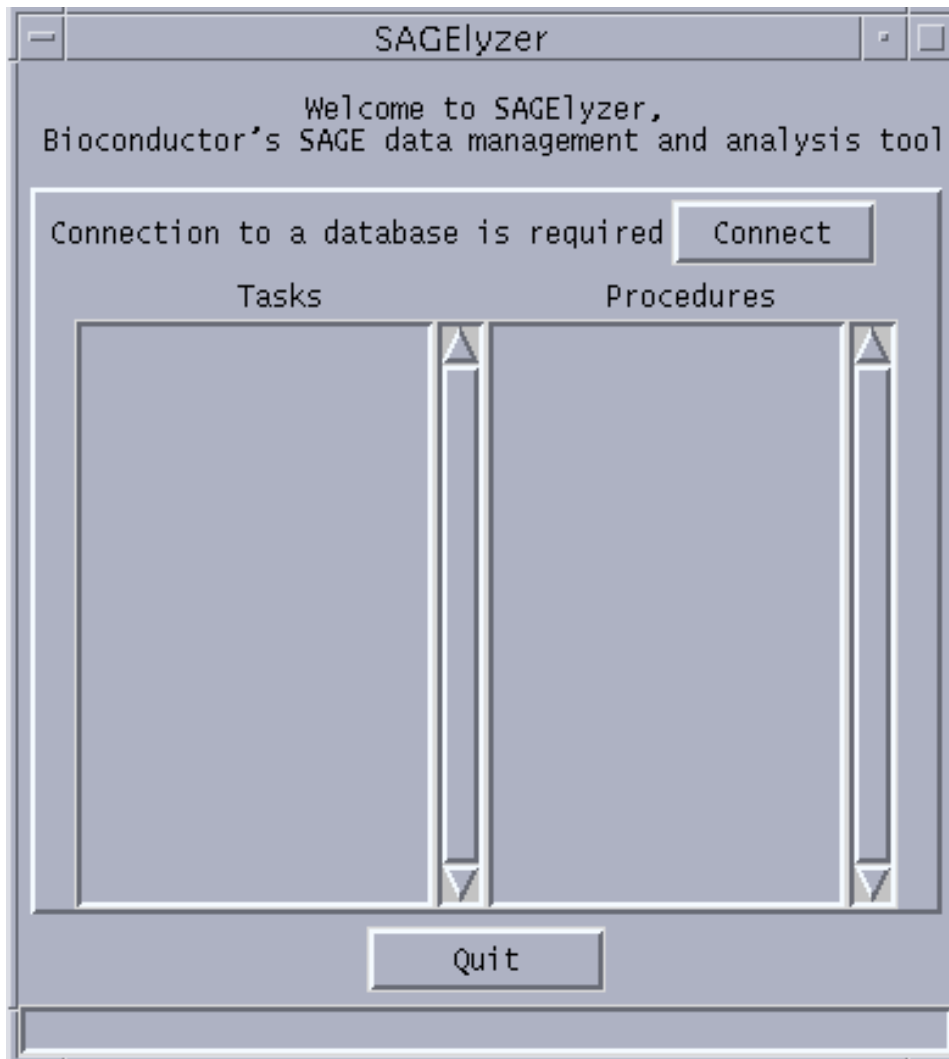 SAGElyzer
Welcome to SAGElyzer,
Bioconductor's SAGE data management and analysis tool
Connection to a database is required Connect
Tasks Procedures
Quit